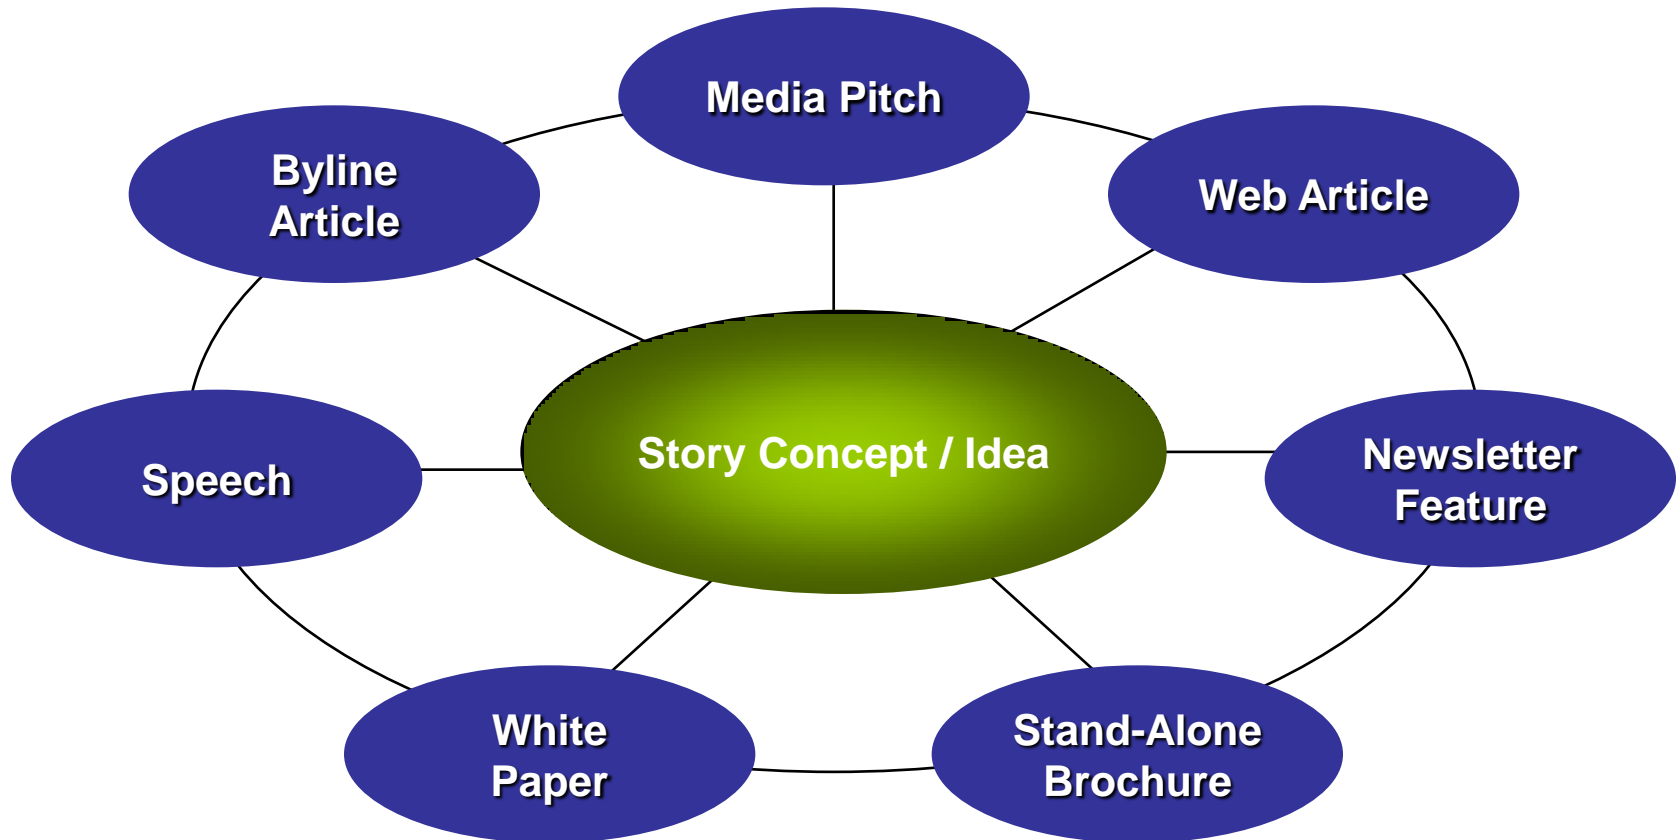 Media Pitch
Byline
Article
Web Article
Story Concept / Idea
Speech
Newsletter
Feature
White
Paper
Stand-Alone
Brochure